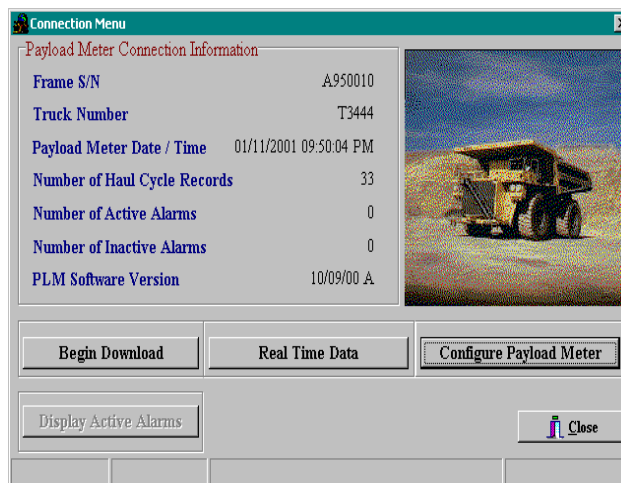 Connection Menu
Payload Meter Connection Information
Frame S/N A950010
Truck Number T3444
Payload Meter Date / Time 01/11/2001 09:50:04 PM
Number of Haul Cycle Records 33
Number of Active Alarms 0
Number of Inactive Alarms 0
PLM Software Version 10/09/00 A
Begin Download Real Time Data Configure Payload Meter
Display Active Alarms
Close